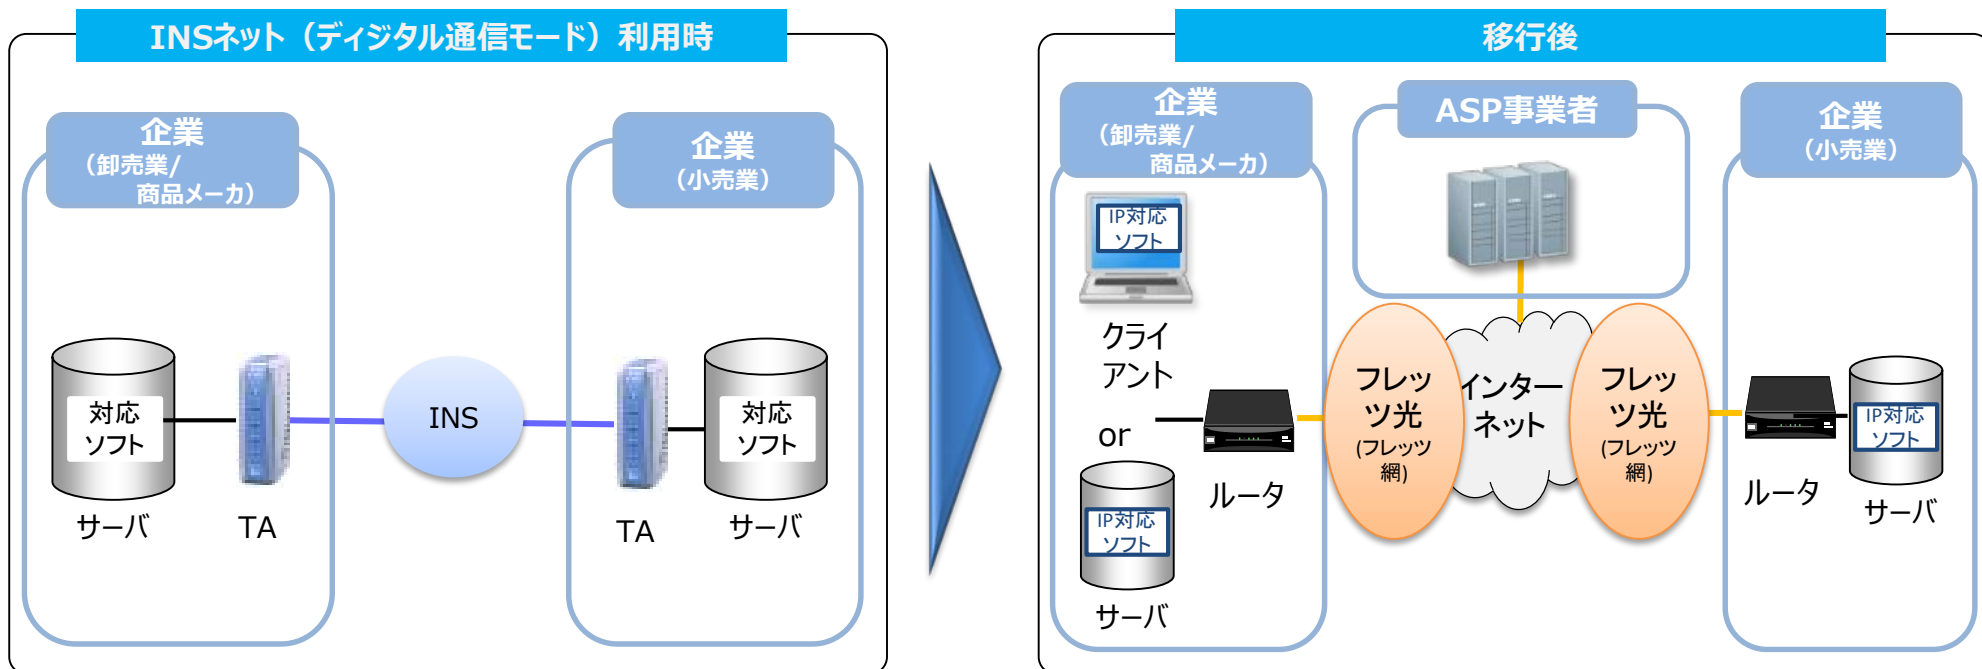 INSネット（ディジタル通信モード）利用時
企業
（卸売業/
商品メーカ）
企業
（小売業）
対応
ソフト
サーバ
TA
INS
TA
対応
ソフト
サーバ
移行後
企業
（卸売業/
商品メーカ）
ASP事業者
企業
（小売業）
IP対応
ソフト
クライ
アント
or
IP対応
ソフト
サーバ
ルータ
フレッ
ツ光
(フレッツ
網)
インター
ネット
フレッ
ツ光
(フレッツ
網)
ルータ
IP対応
ソフト
サーバ